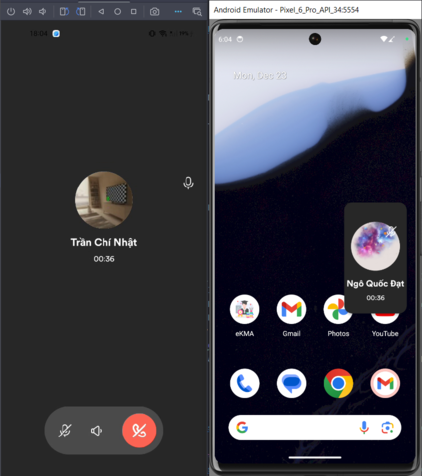 18:04
Trần Chí Nhật
00:36
Android Emulator - Pixel_6_Pro_API_34:5554
6:04
Mon, Dec 23
Ngô Quốc Đạt
00:36
eKMA
Gmail
Photos
YouTube